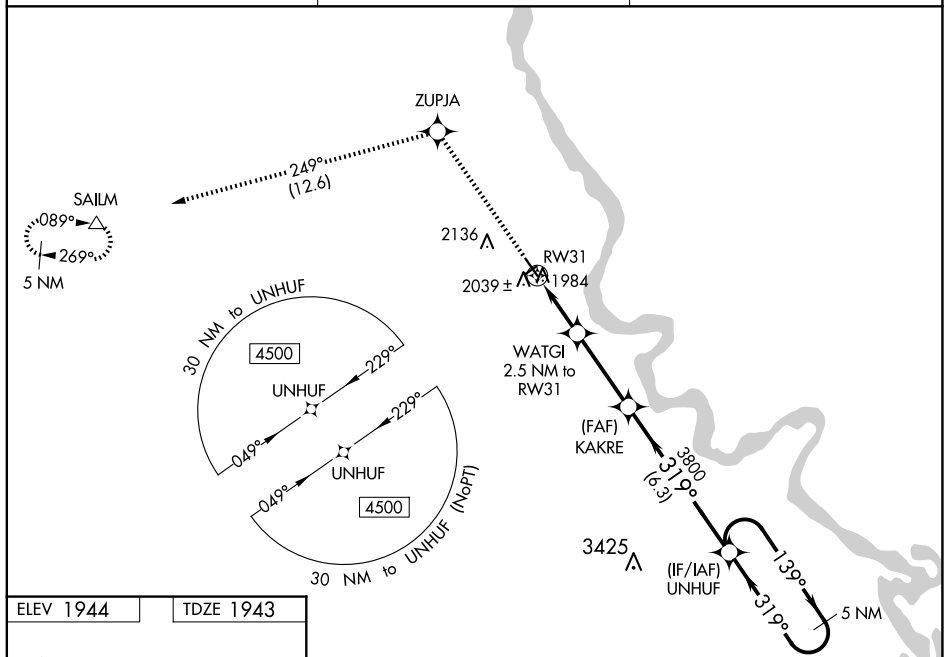 ZUPJA
249°
(12.6)
SAILM
089°
269°
5 NM
2136
RW31
2039 ±
1984
30 NM to UNHUF
4500
UNHUF
229°
049°
WATGI
2.5 NM to
RW31
229°
UNHUF
049°
4500
30 NM to UNHUF (NoPT)
(FAF)
KAKRE
3800
319°
(6.3)
3425
(IF/IAF)
UNHUF
139°
319°
5 NM
ELEV 1944
TDZE 1943